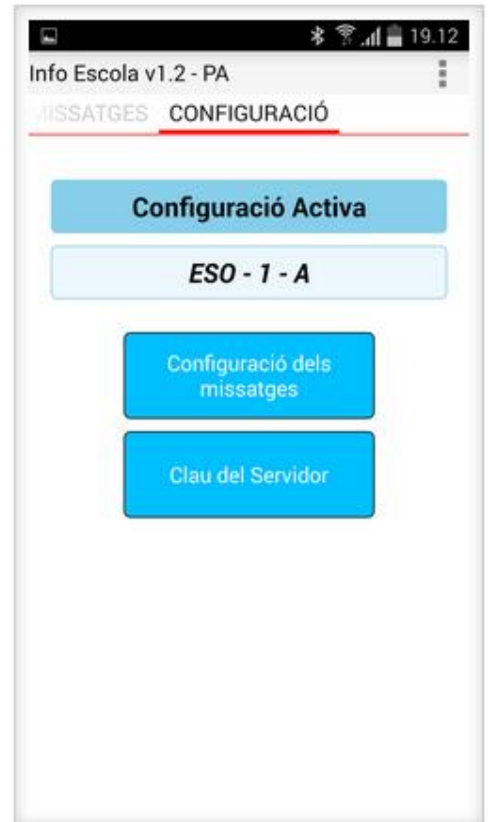 19.12
Info Escola v1.2 - PA
MISSATGES CONFIGURACIÓ
Configuració Activa
ESO - 1 - A
Configuració dels
missatges
Clau del Servidor